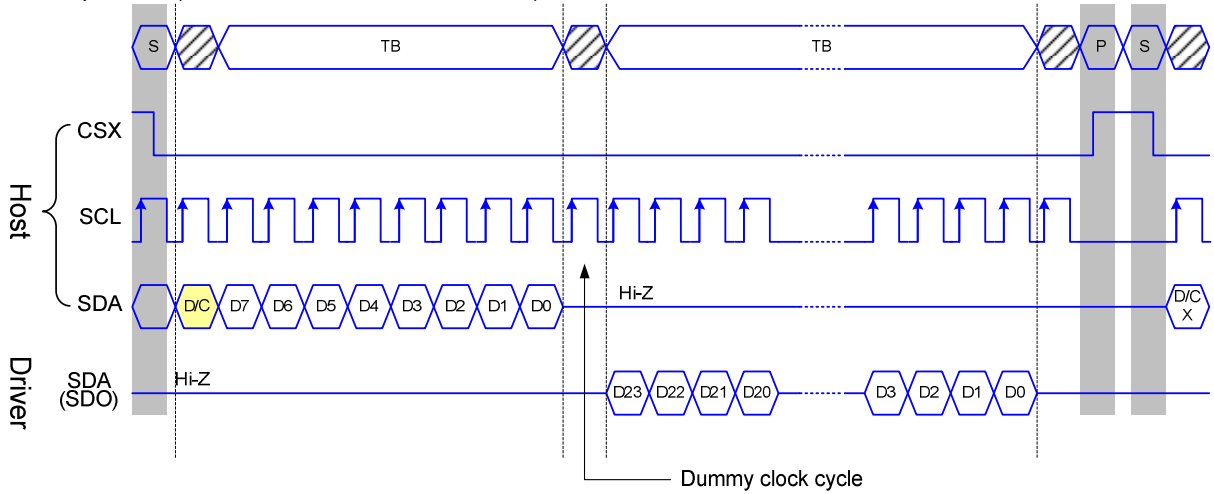 S TB TB P S
CSX
Host
SCL
SDA D/C D7 D6 D5 D4 D3 D2 D1 D0 Hi-Z D/C
X
Driver
SDA Hi-Z
(SDO) D23 D22 D21 D20 D3 D2 D1 D0
Dummy clock cycle